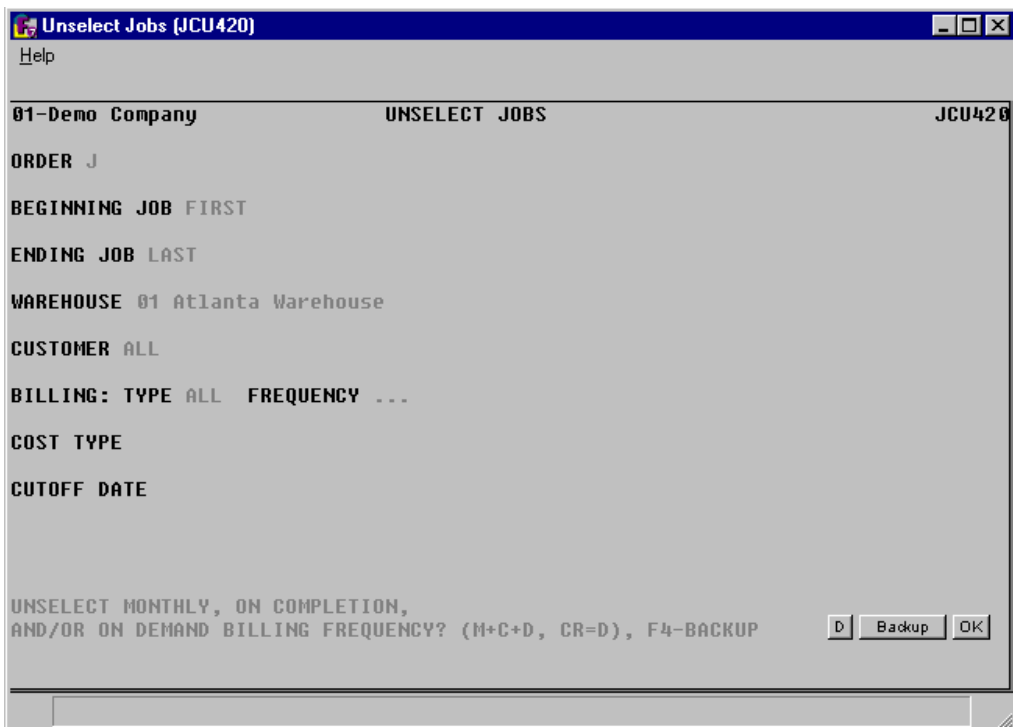 Unselect Jobs (JCU420)
Help
01-Demo Company UNSELECT JOBS JCU420
ORDER J
BEGINNING JOB FIRST
ENDING JOB LAST
WAREHOUSE 01 Atlanta Warehouse
CUSTOMER ALL
BILLING: TYPE ALL FREQUENCY ...
COST TYPE
CUTOFF DATE
UNSELECT MONTHLY, ON COMPLETION,
AND/OR ON DEMAND BILLING FREQUENCY? (M+C+D, CR=D), F4-BACKUP D Backup OK